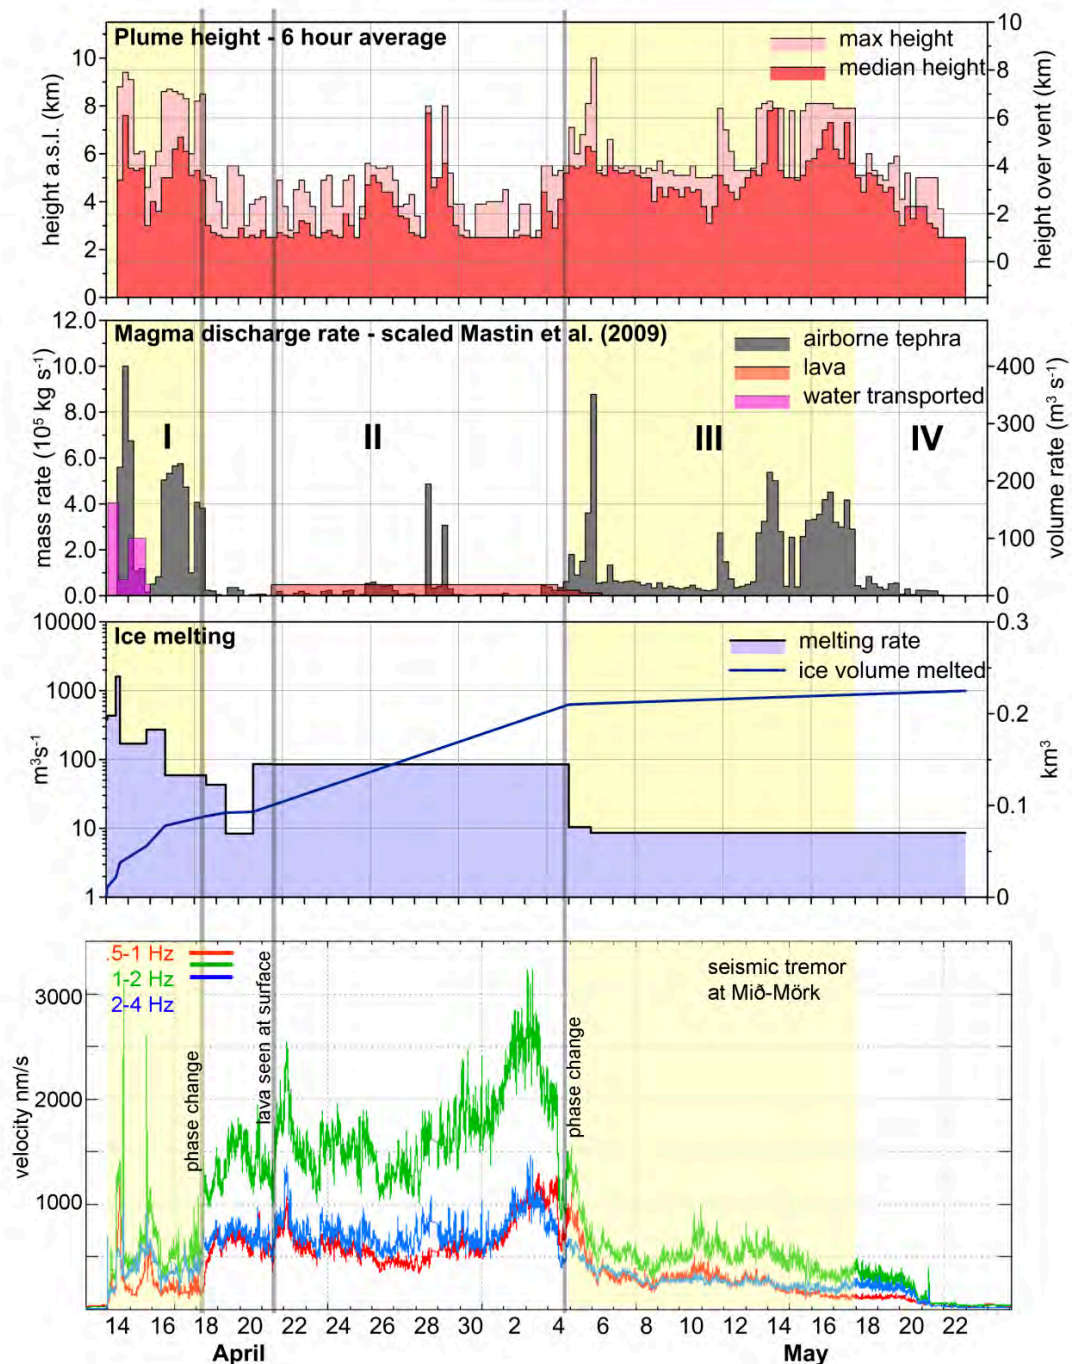 Plume height - 6 hour average
max height
median height
height a.s.l. (km)
10
8
6
4
2
0
height over vent (km)
10
8
6
4
2
0
Magma discharge rate - scaled Mastin et al. (2009)
airborne tephra
lava
water transported
mass rate (10⁵ kg s⁻¹)
12.0
10.0
8.0
6.0
4.0
2.0
0.0
volume rate (m³ s⁻¹)
400
300
200
100
0
I
II
III
IV
Ice melting
melting rate
ice volume melted
m³s⁻¹
10000
1000
100
10
1
km³
0.3
0.2
0.1
0
.5-1 Hz
1-2 Hz
2-4 Hz
seismic tremor
at Mið-Mörk
velocity nm/s
3000
2000
1000
phase change
lava seen at surface
phase change
14 16 18 20 22 24 26 28 30 2 4 6 8 10 12 14 16 18 20 22
April May